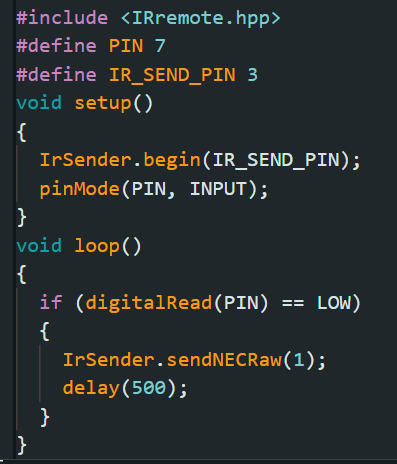 #include <IRremote.hpp>
#define PIN 7
#define IR_SEND_PIN 3
void setup()
{
  IrSender.begin(IR_SEND_PIN);
  pinMode(PIN, INPUT);
}
void loop()
{
  if (digitalRead(PIN) == LOW)
  {
    IrSender.sendNECRaw(1);
    delay(500);
  }
}